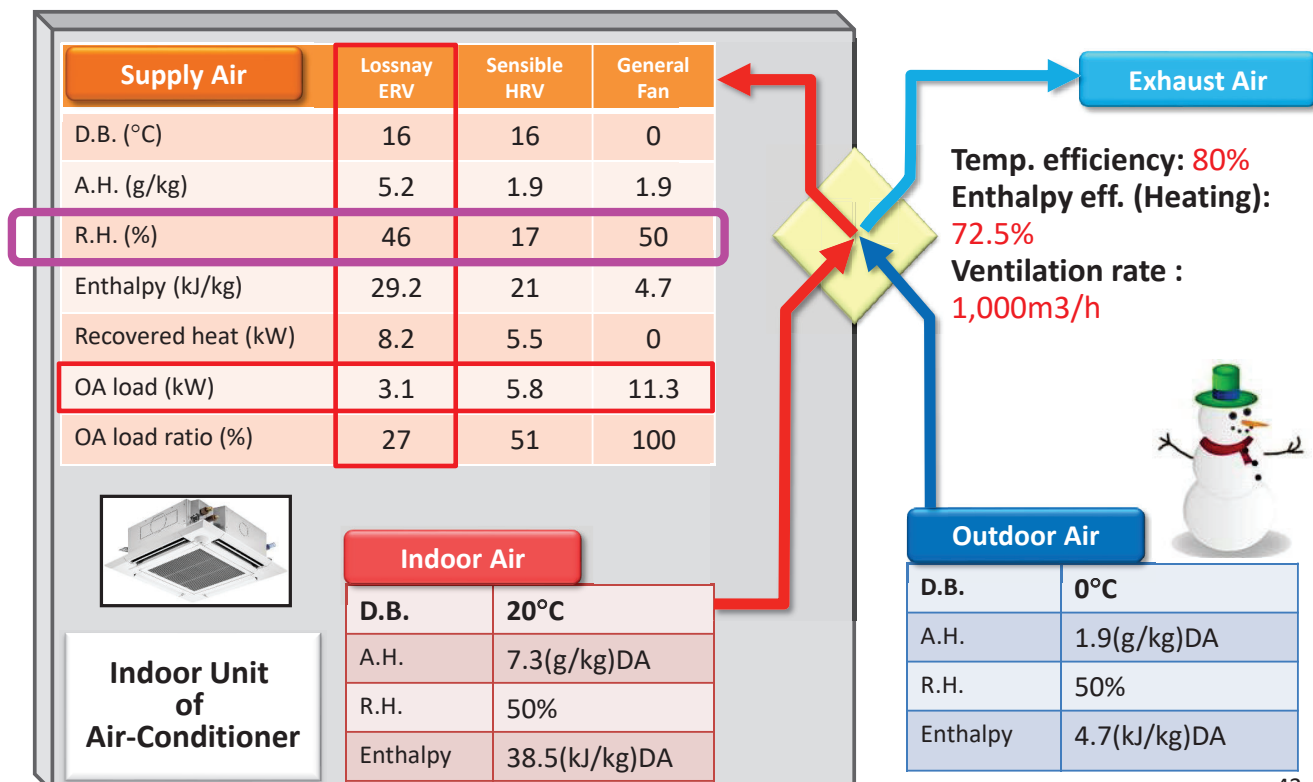 Supply Air Lossnay ERV Sensible HRV General Fan
D.B. (°C) 16 16 0
A.H. (g/kg) 5.2 1.9 1.9
R.H. (%) 46 17 50
Enthalpy (kJ/kg) 29.2 21 4.7
Recovered heat (kW) 8.2 5.5 0
OA load (kW) 3.1 5.8 11.3
OA load ratio (%) 27 51 100
Exhaust Air
Temp. efficiency: 80%
Enthalpy eff. (Heating):
72.5%
Ventilation rate :
1,000m3/h
Indoor Unit
of
Air-Conditioner
Indoor Air
D.B. 20°C
A.H. 7.3(g/kg)DA
R.H. 50%
Enthalpy 38.5(kJ/kg)DA
Outdoor Air
D.B. 0°C
A.H. 1.9(g/kg)DA
R.H. 50%
Enthalpy 4.7(kJ/kg)DA